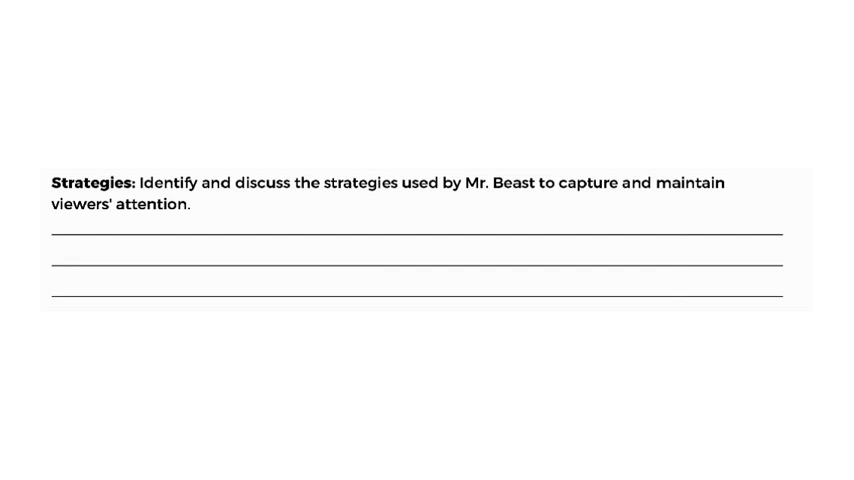 Strategies: Identify and discuss the strategies used by Mr. Beast to capture and maintain
viewers' attention.